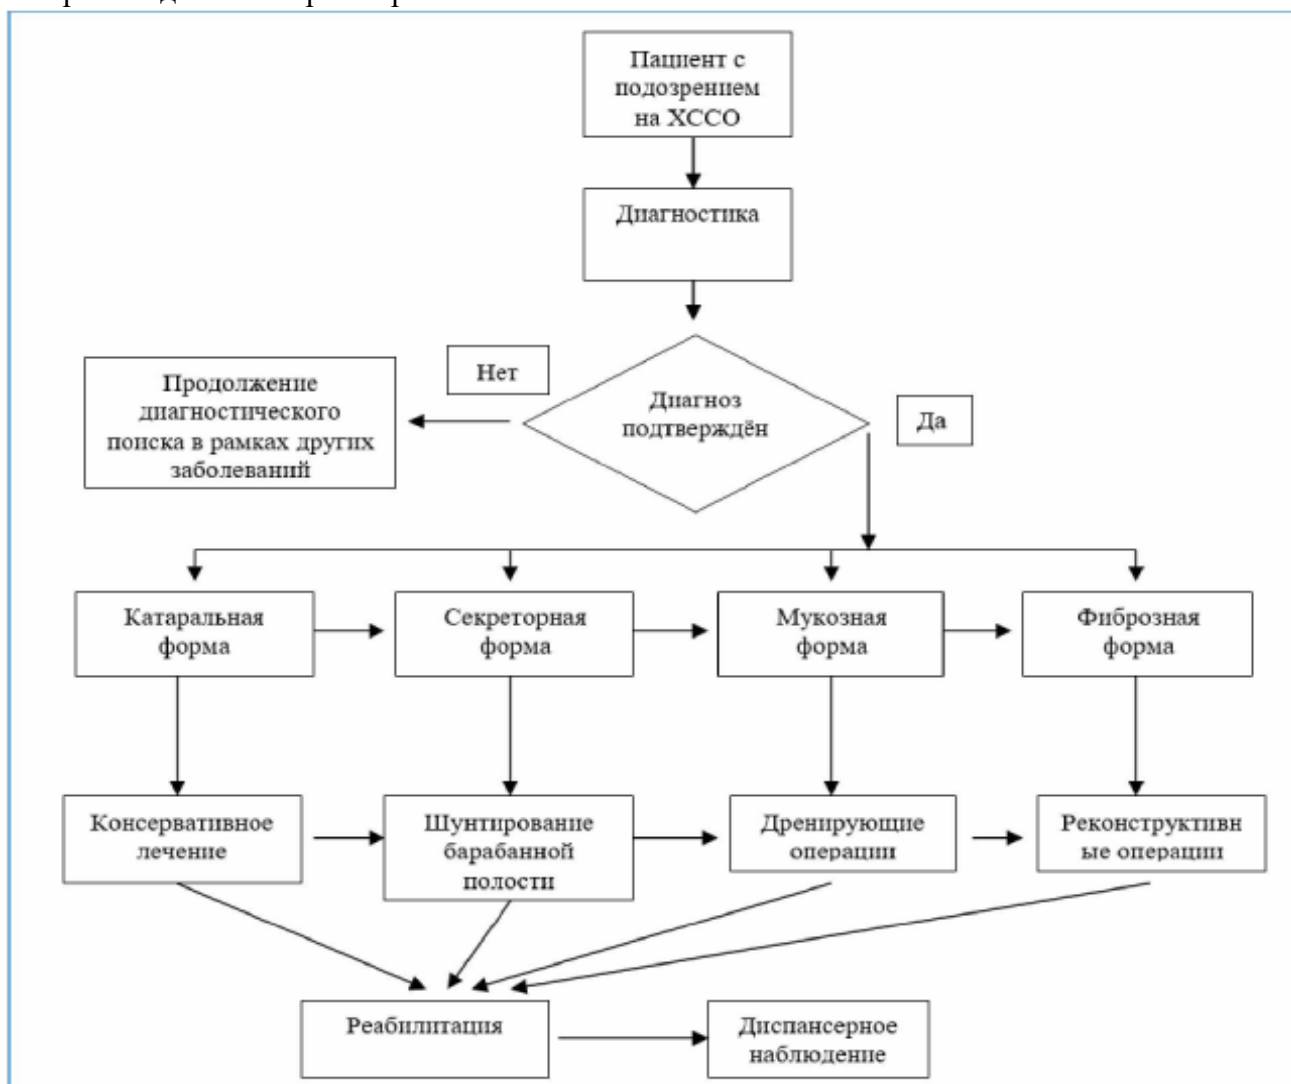 Пациент с
подозрением
на ХССО
Диагностика
Нет
Продолжение
диагностического
поиска в рамках других
заболеваний
Диагноз
подтверждён
Да
Катаральная
форма
Секреторная
форма
Мукозная
форма
Фиброзная
форма
Консервативное
лечение
Шунтирование
барабанной
полости
Дренирующие
операции
Реконструктивн
ые операции
Реабилитация
Диспансерное
наблюдение